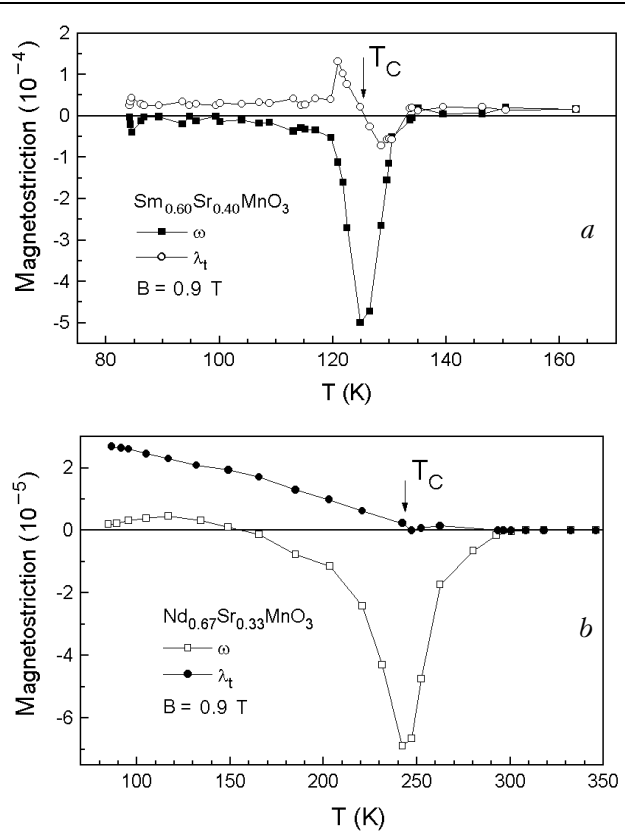 2
1
0
-1
-2
-3
-4
-5
Magnetostriction (10⁻⁴)
T_C
Sm₀.₆₀Sr₀.₄₀MnO₃
ω
λₜ
B = 0.9 T
a
80 100 120 140 160
T (K)
2
0
-2
-4
-6
Magnetostriction (10⁻⁵)
T_C
Nd₀.₆₇Sr₀.₃₃MnO₃
ω
λₜ
B = 0.9 T
b
100 150 200 250 300 350
T (K)